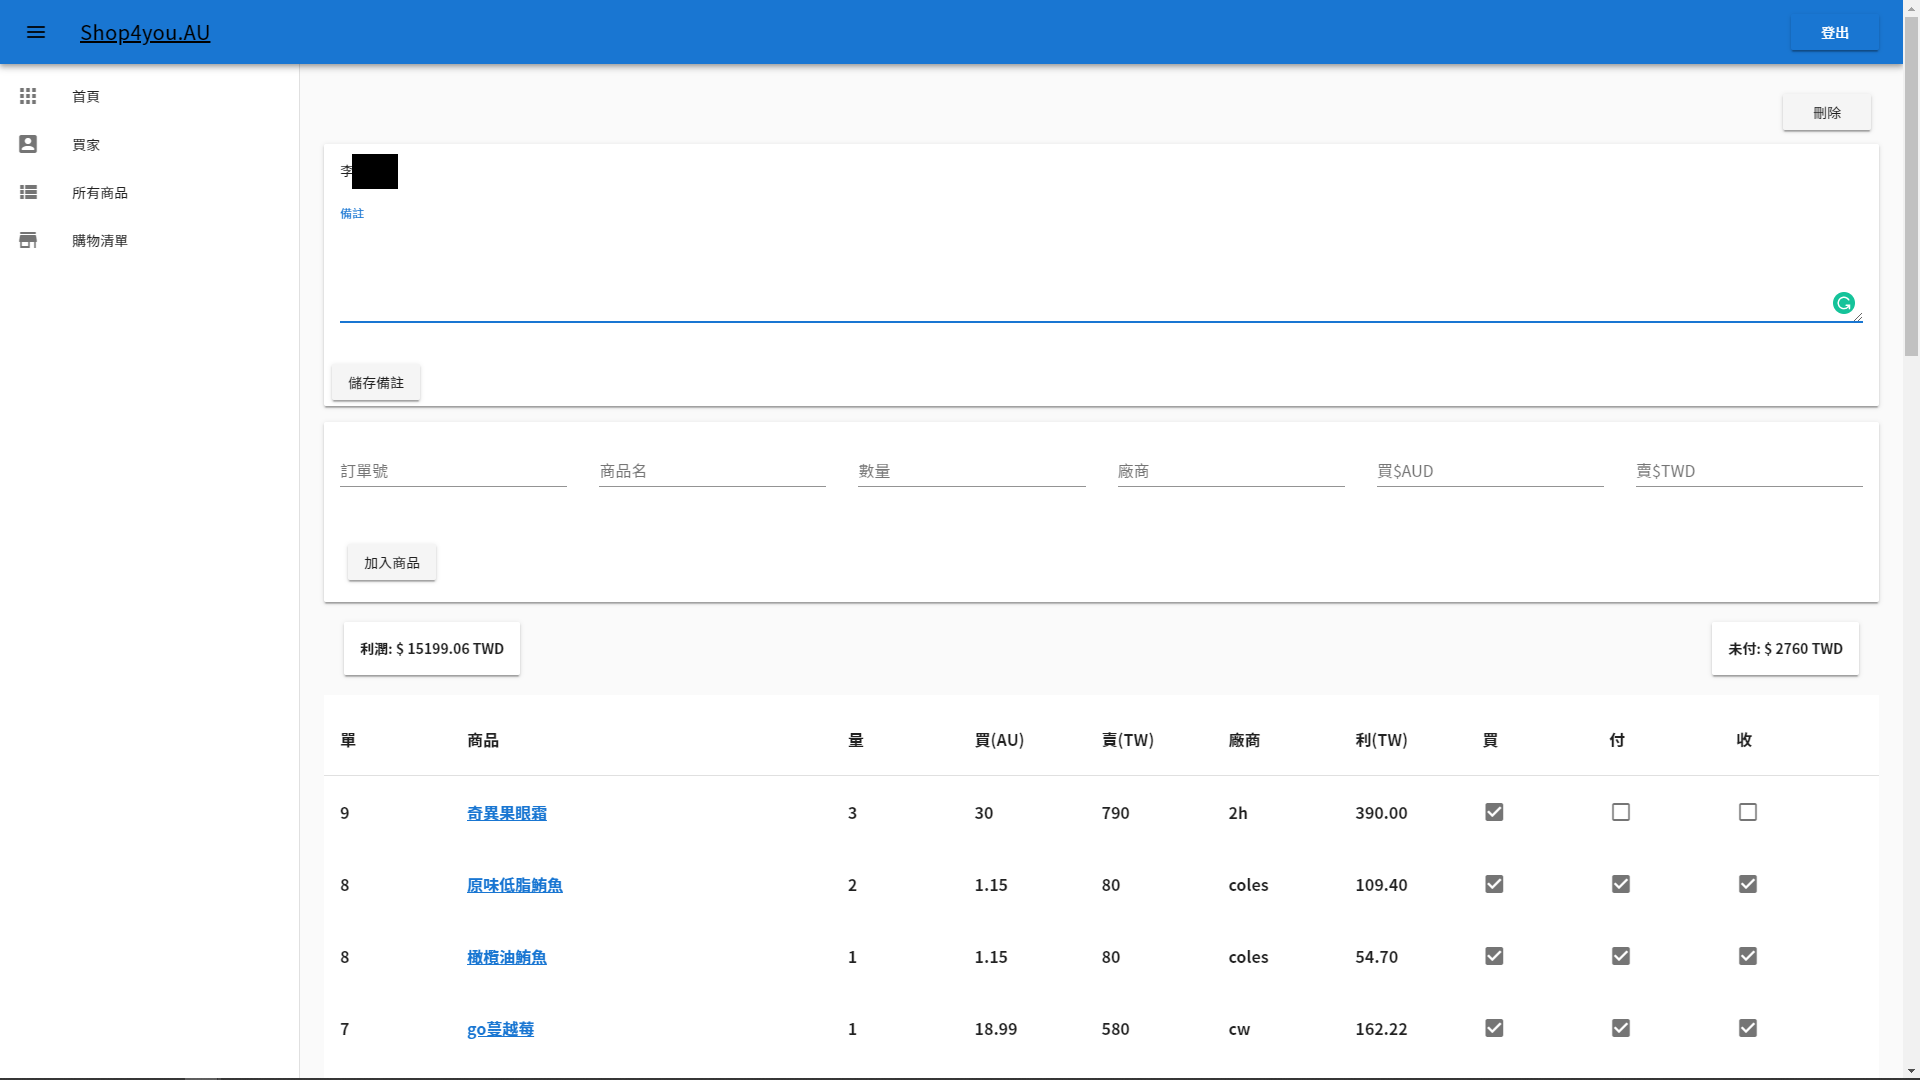 Shop4you.AU
登出
首頁
買家
所有商品
購物清單
刪除
李
備註
儲存備註
訂單號 商品名 數量 廠商 買$AUD 賣$TWD
加入商品
利潤: $ 15199.06 TWD
未付: $ 2760 TWD
單 商品 量 買(AU) 賣(TW) 廠商 利(TW) 買 付 收
9 奇異果眼霜 3 30 790 2h 390.00
8 原味低脂鮪魚 2 1.15 80 coles 109.40
8 橄欖油鮪魚 1 1.15 80 coles 54.70
7 go蔓越莓 1 18.99 580 cw 162.22